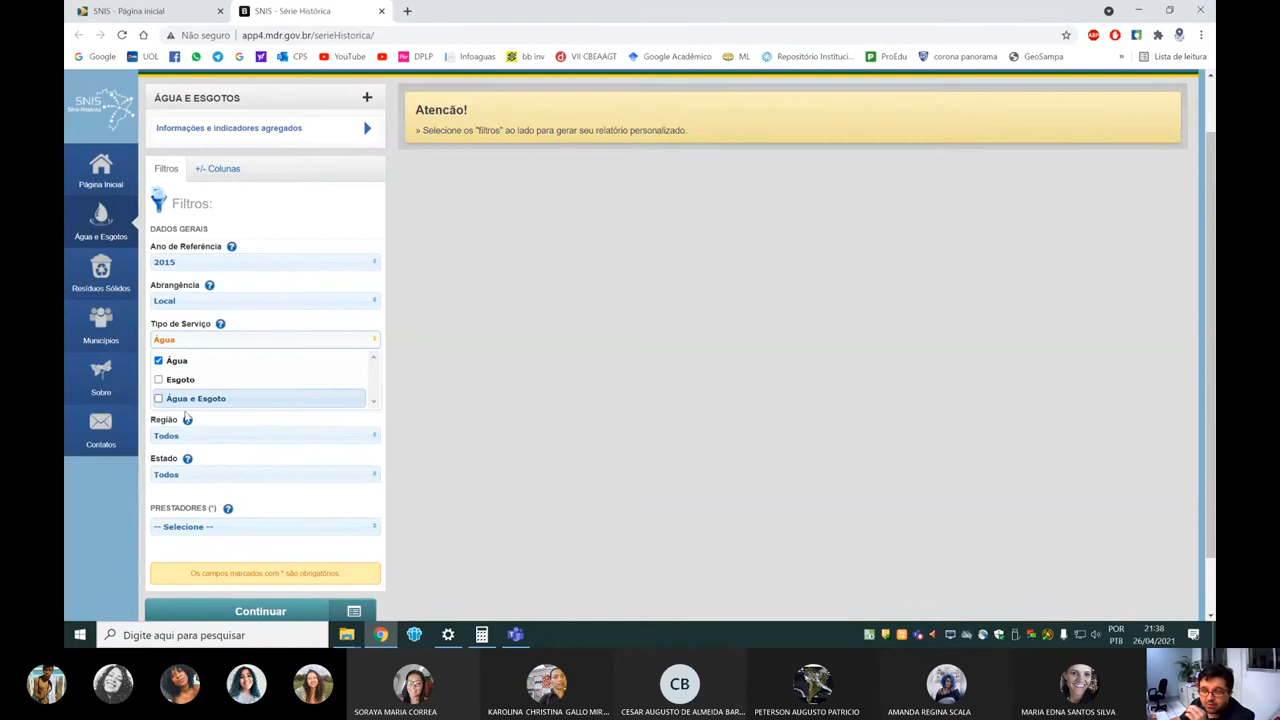 SNIS - Página inicial
SNIS - Série Histórica
Não seguro
app4.mdr.gov.br/serieHistorica/
Google
UOL
CPS
YouTube
DPLP
Infoaguas
bb inv
VII CBEAAGT
Google Acadêmico
ML
Repositório Instituci...
ProEdu
corona panorama
GeoSampa
»
Lista de leitura
SNIS
Série Histórica
Página Inicial
Água e Esgotos
Resíduos Sólidos
Municípios
Sobre
Contatos
ÁGUA E ESGOTOS
Informações e indicadores agregados
Filtros
+/- Colunas
Filtros:
DADOS GERAIS
Ano de Referência
2015
Abrangência
Local
Tipo de Serviço
Água
Água
Esgoto
Água e Esgoto
Região
Todos
Estado
Todos
PRESTADORES (*)
-- Selecione --
Os campos marcados com * são obrigatórios.
Continuar
Atencão!
» Selecione os "filtros" ao lado para gerar seu relatório personalizado.
Digite aqui para pesquisar
POR
PTB
21:38
26/04/2021
SORAYA MARIA CORREA
KAROLINA CHRISTINA GALLO MIR...
CB
CESAR AUGUSTO DE ALMEIDA BAR...
PETERSON AUGUSTO PATRICIO
AMANDA REGINA SCALA
MARIA EDNA SANTOS SILVA